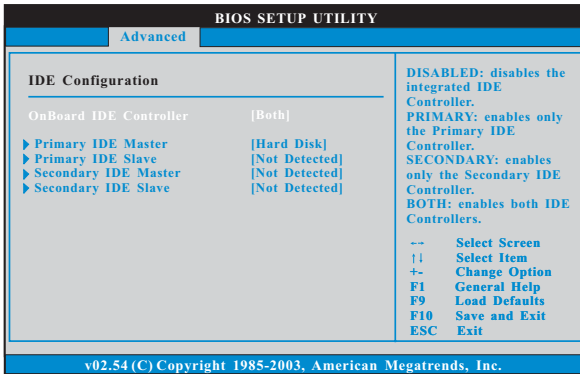 BIOS SETUP UTILITY
Advanced
IDE Configuration
OnBoard IDE Controller [Both]
Primary IDE Master [Hard Disk]
Primary IDE Slave [Not Detected]
Secondary IDE Master [Not Detected]
Secondary IDE Slave [Not Detected]
DISABLED: disables the
integrated IDE
Controller.
PRIMARY: enables only
the Primary IDE
Controller.
SECONDARY: enables
only the Secondary IDE
Controller.
BOTH: enables both IDE
Controllers.
←→ Select Screen
↑↓ Select Item
+- Change Option
F1 General Help
F9 Load Defaults
F10 Save and Exit
ESC Exit
v02.54 (C) Copyright 1985-2003, American Megatrends, Inc.